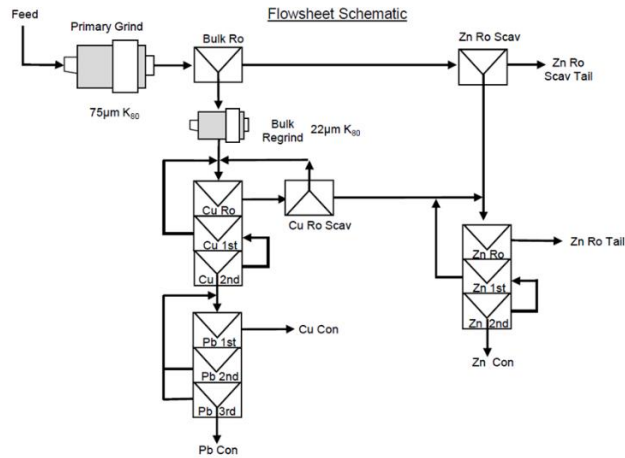 Flowsheet Schematic
Feed
Primary Grind
75µm K80
Bulk Ro
Zn Ro Scav
Zn Ro
Scav Tail
Bulk
Regrind
22µm K80
Cu Ro
Cu 1st
Cu 2nd
Cu Ro Scav
Zn Ro
Zn 1st
Zn 2nd
Zn Ro Tail
Zn Con
Pb 1st
Pb 2nd
Pb 3rd
Cu Con
Pb Con